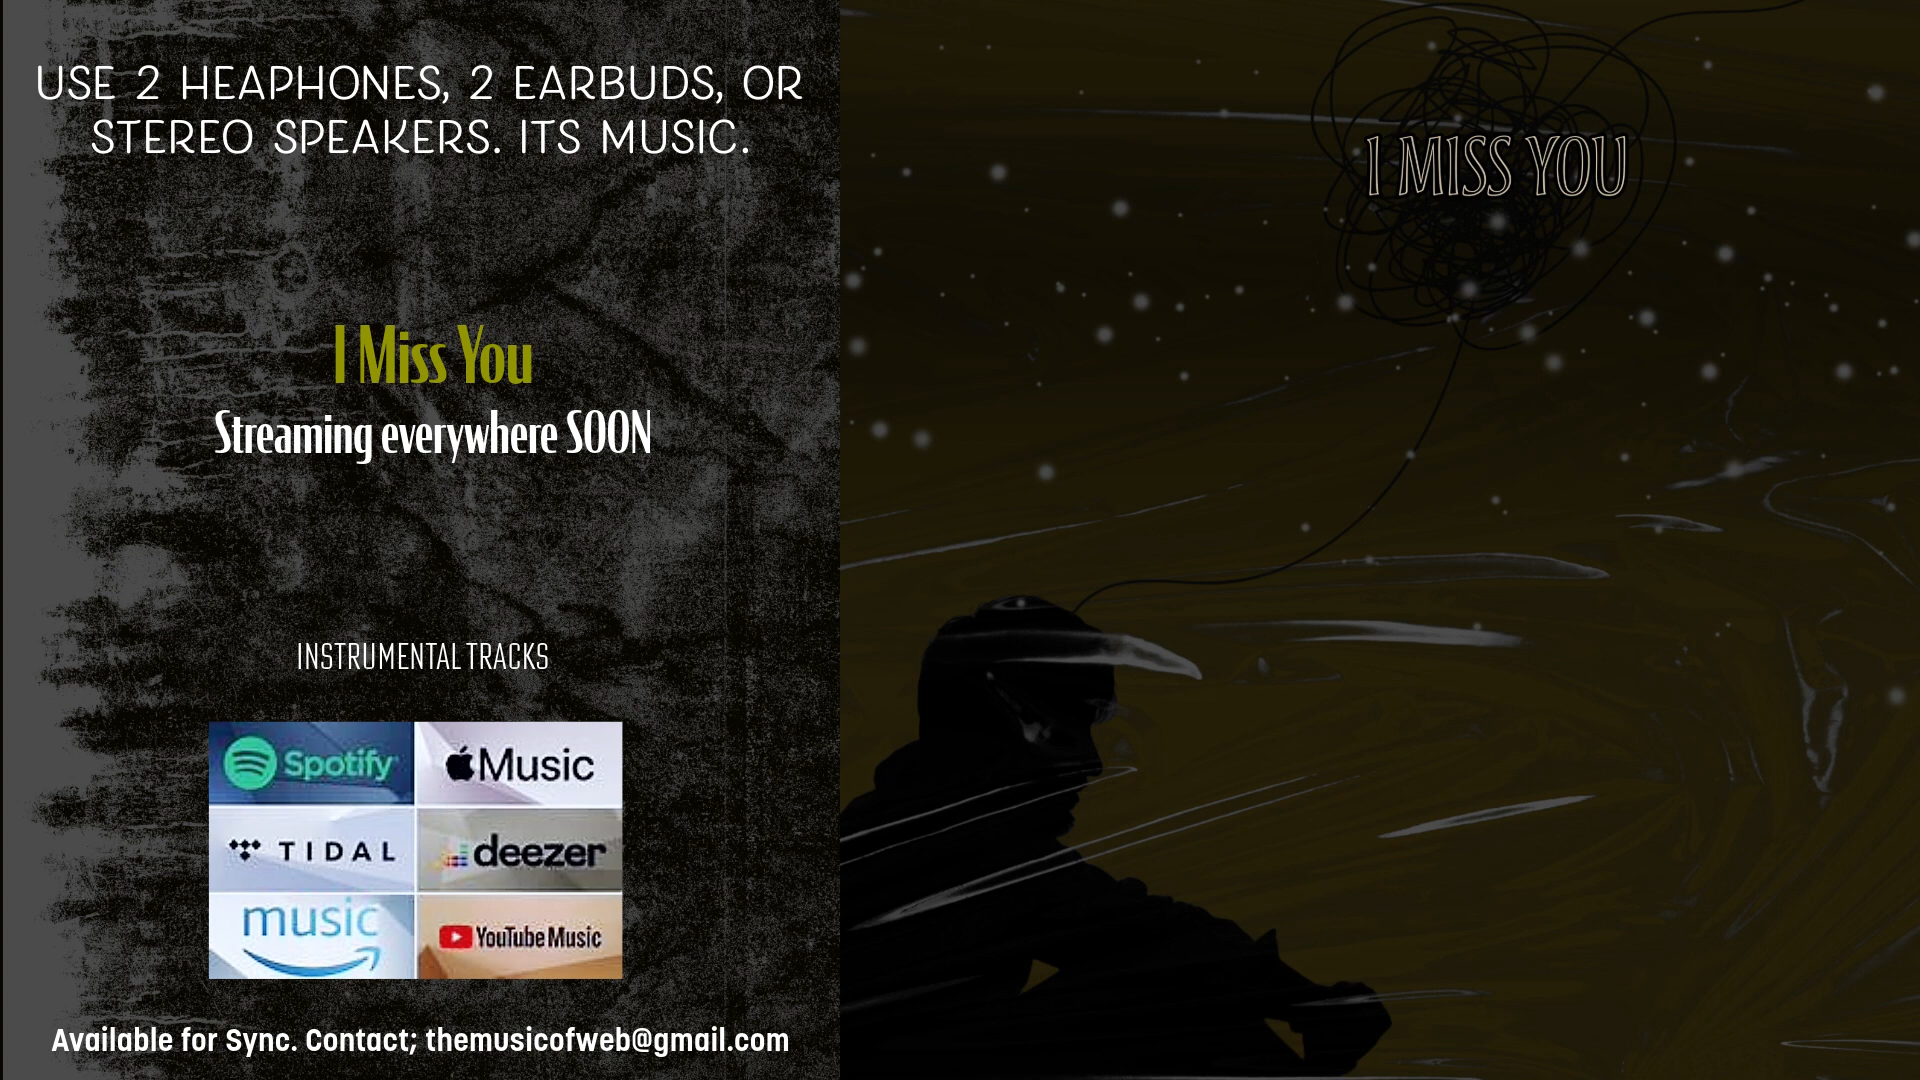 USE 2 HEAPHONES, 2 EARBUDS, OR
STEREO SPEAKERS. ITS MUSIC.
I Miss You
Streaming everywhere SOON
INSTRUMENTAL TRACKS
Spotify
Music
TIDAL
deezer
music
YouTube Music
Available for Sync. Contact; themusicofweb@gmail.com
I MISS YOU